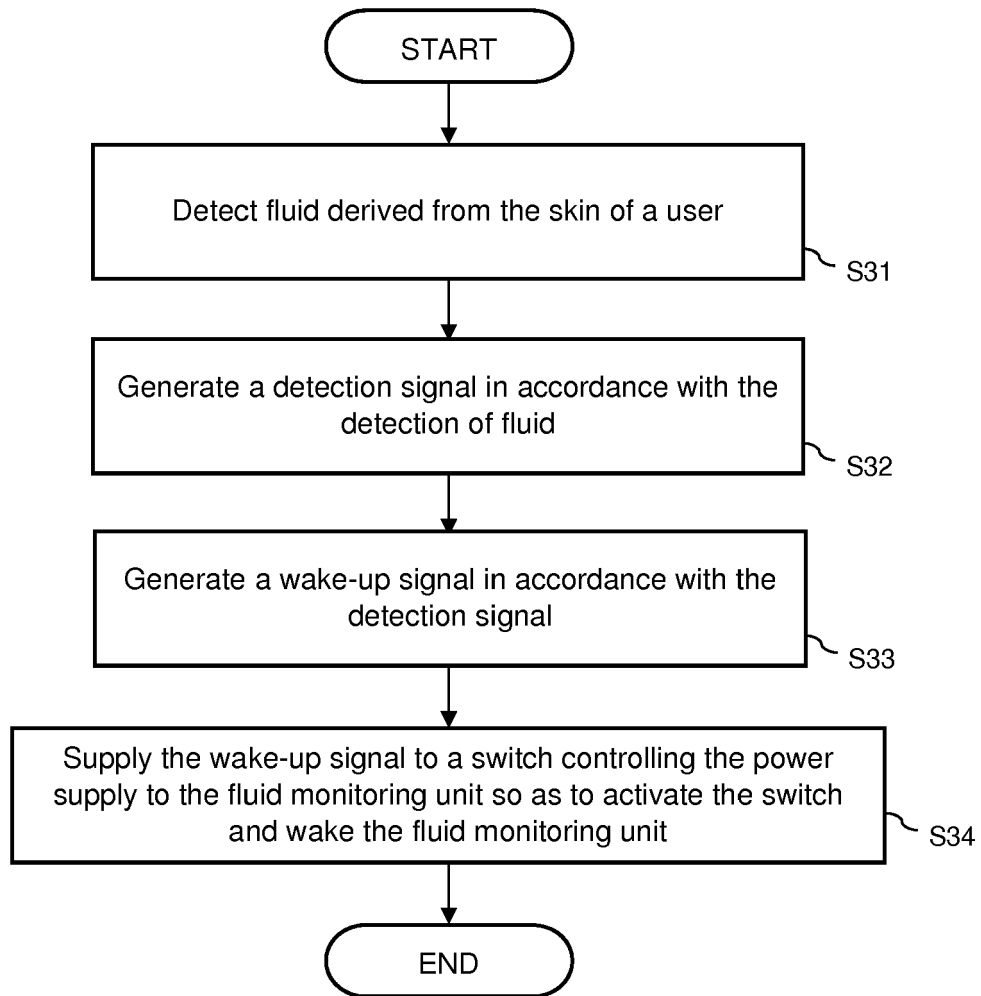 START
Detect fluid derived from the skin of a user
S31
Generate a detection signal in accordance with the
detection of fluid
S32
Generate a wake-up signal in accordance with the
detection signal
S33
Supply the wake-up signal to a switch controlling the power
supply to the fluid monitoring unit so as to activate the switch
and wake the fluid monitoring unit
S34
END